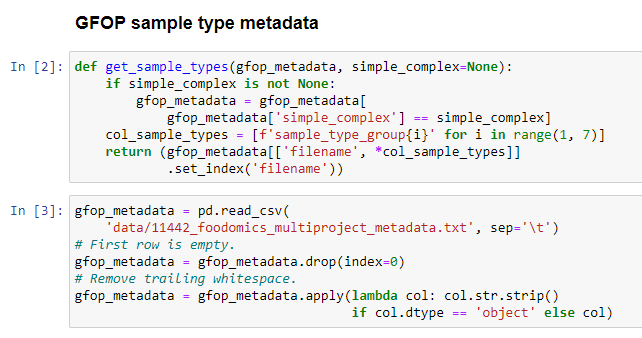 GFOP sample type metadata
In [2]: def get_sample_types(gfop_metadata, simple_complex=None):
    if simple_complex is not None:
        gfop_metadata = gfop_metadata[
            gfop_metadata['simple_complex'] == simple_complex]
    col_sample_types = [f'sample_type_group{i}' for i in range(1, 7)]
    return (gfop_metadata[['filename', *col_sample_types]]
            .set_index('filename'))
In [3]: gfop_metadata = pd.read_csv(
    'data/11442_foodomics_multiproject_metadata.txt', sep='\t')
# First row is empty.
gfop_metadata = gfop_metadata.drop(index=0)
# Remove trailing whitespace.
gfop_metadata = gfop_metadata.apply(lambda col: col.str.strip()
                                    if col.dtype == 'object' else col)